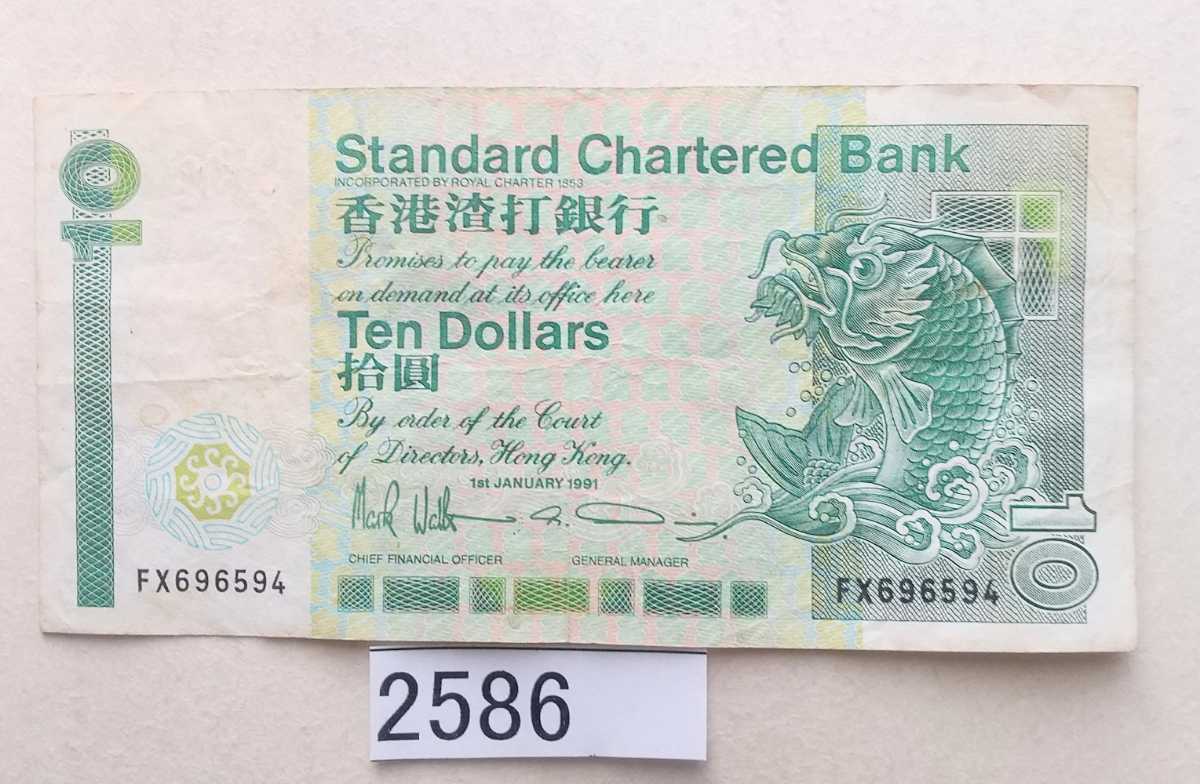 10
Standard Chartered Bank
INCORPORATED BY ROYAL CHARTER 1853
香港渣打銀行
Promises to pay the bearer
on demand at its office here
Ten Dollars
拾圓
By order of the Court
of Directors, Hong Kong.
1st JANUARY 1991
CHIEF FINANCIAL OFFICER GENERAL MANAGER
FX696594 FX696594
10
2586